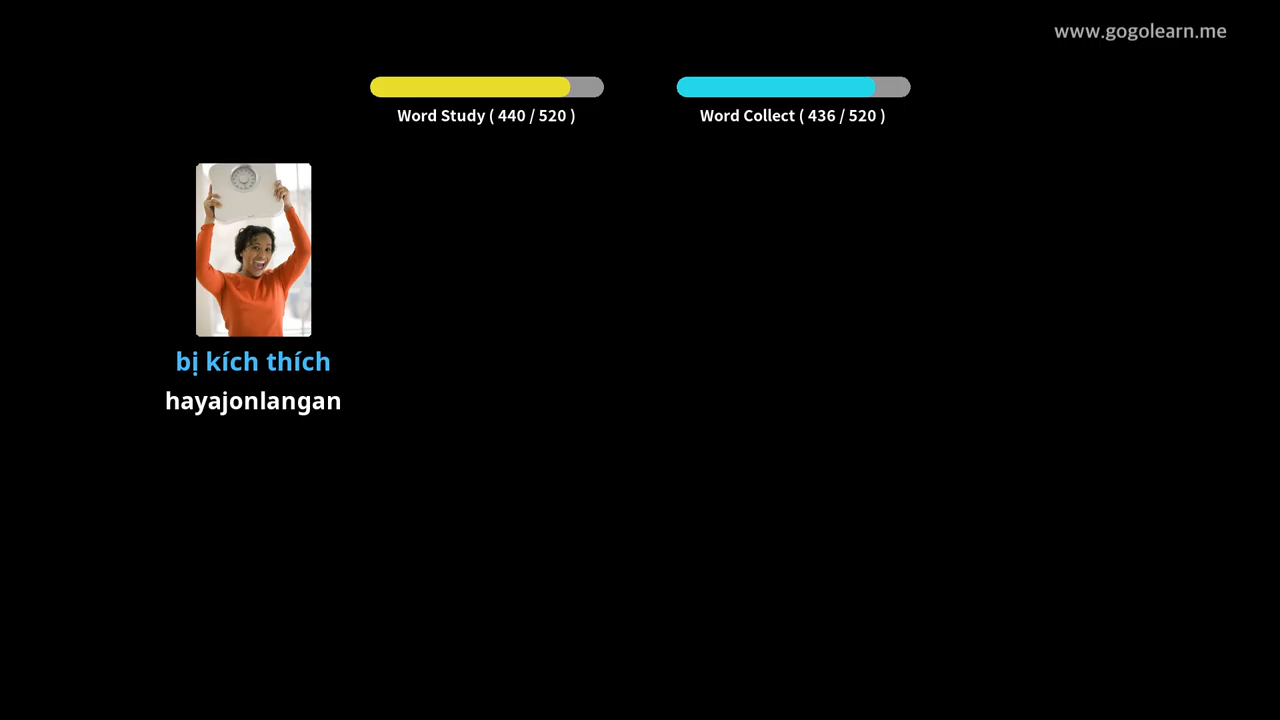 www.gogolearn.me
Word Study ( 440 / 520 )
Word Collect ( 436 / 520 )
bị kích thích
hayajonlangan